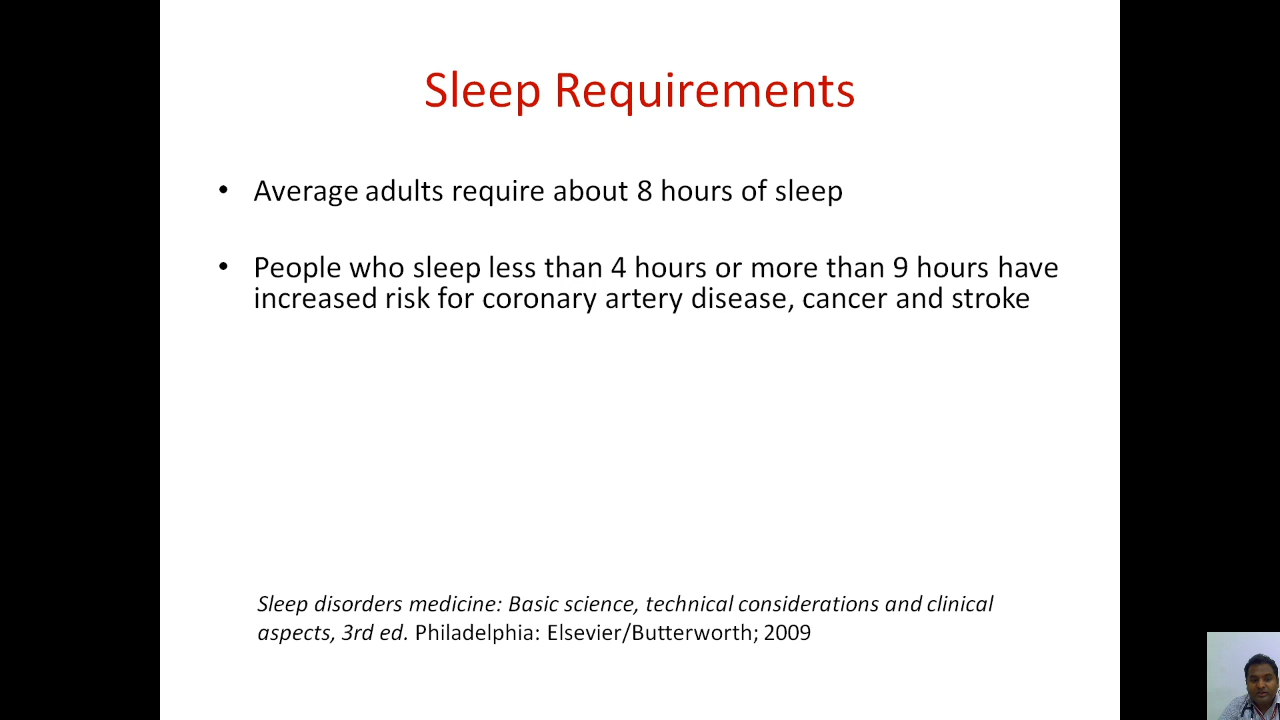 Sleep Requirements
• Average adults require about 8 hours of sleep
• People who sleep less than 4 hours or more than 9 hours have
increased risk for coronary artery disease, cancer and stroke
Sleep disorders medicine: Basic science, technical considerations and clinical
aspects, 3rd ed. Philadelphia: Elsevier/Butterworth; 2009